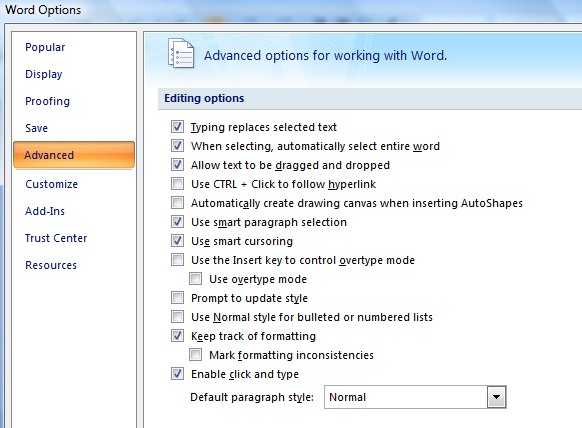 Word Options
Popular
Display
Proofing
Save
Advanced
Customize
Add-Ins
Trust Center
Resources
Advanced options for working with Word.
Editing options
Typing replaces selected text
When selecting, automatically select entire word
Allow text to be dragged and dropped
Use CTRL + Click to follow hyperlink
Automatically create drawing canvas when inserting AutoShapes
Use smart paragraph selection
Use smart cursoring
Use the Insert key to control overtype mode
Use overtype mode
Prompt to update style
Use Normal style for bulleted or numbered lists
Keep track of formatting
Mark formatting inconsistencies
Enable click and type
Default paragraph style: Normal